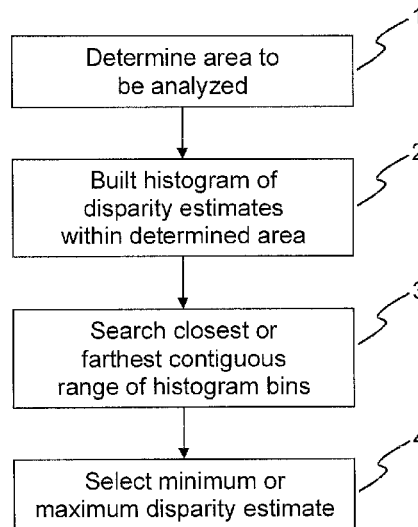 1
Determine area to
be analyzed
2
Built histogram of
disparity estimates
within determined area
3
Search closest or
farthest contiguous
range of histogram bins
4
Select minimum or
maximum disparity estimate